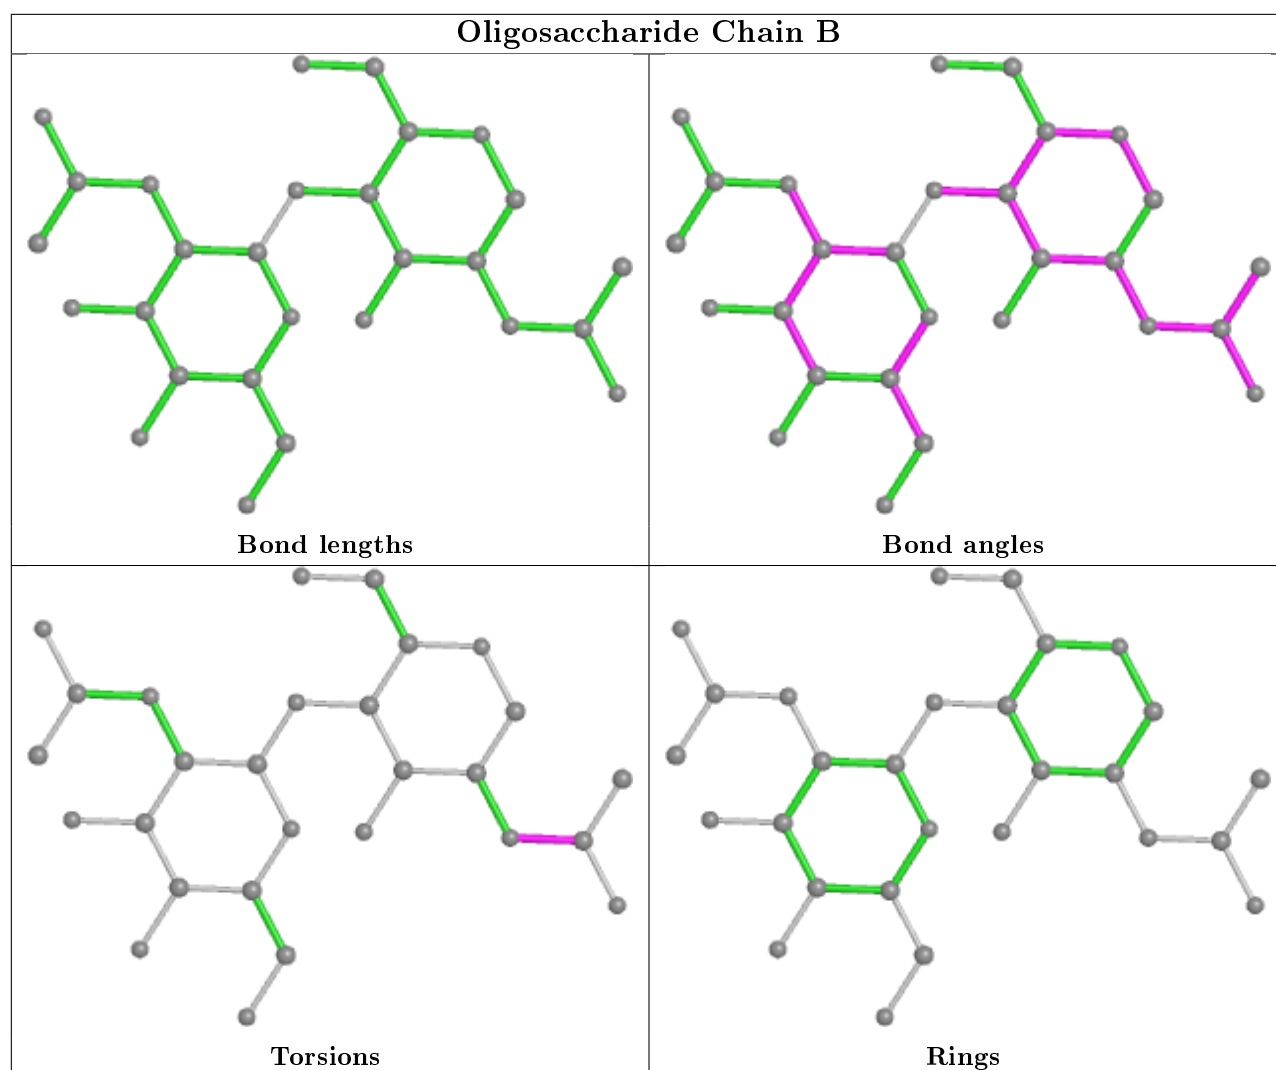 Oligosaccharide Chain B
Bond lengths
Bond angles
Torsions
Rings